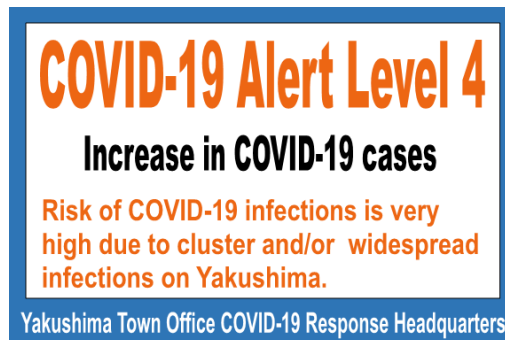 COVID-19 Alert Level 4
Increase in COVID-19 cases
Risk of COVID-19 infections is very
high due to cluster and/or widespread
infections on Yakushima.
Yakushima Town Office COVID-19 Response Headquarters